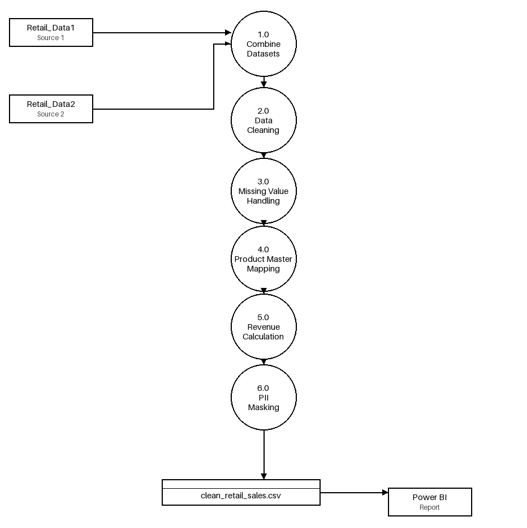 Retail_Data1
Source 1
Retail_Data2
Source 2
1.0
Combine
Datasets
2.0
Data
Cleaning
3.0
Missing Value
Handling
4.0
Product Master
Mapping
5.0
Revenue
Calculation
6.0
PII
Masking
clean_retail_sales.csv
Power BI
Report